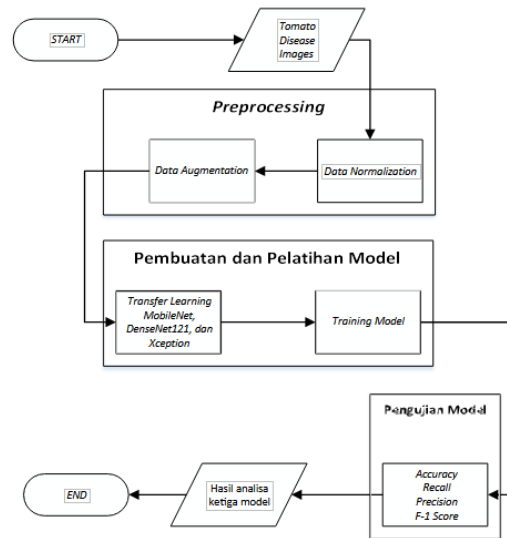 START
Tomato
Disease
Images
Preprocessing
Data Normalization
Data Augmentation
Pembuatan dan Pelatihan Model
Transfer Learning
MobileNet,
DenseNet121, dan
Xception
Training Model
Pengujian Model
Accuracy
Recall
Precision
F-1 Score
Hasil analisa
ketiga model
END